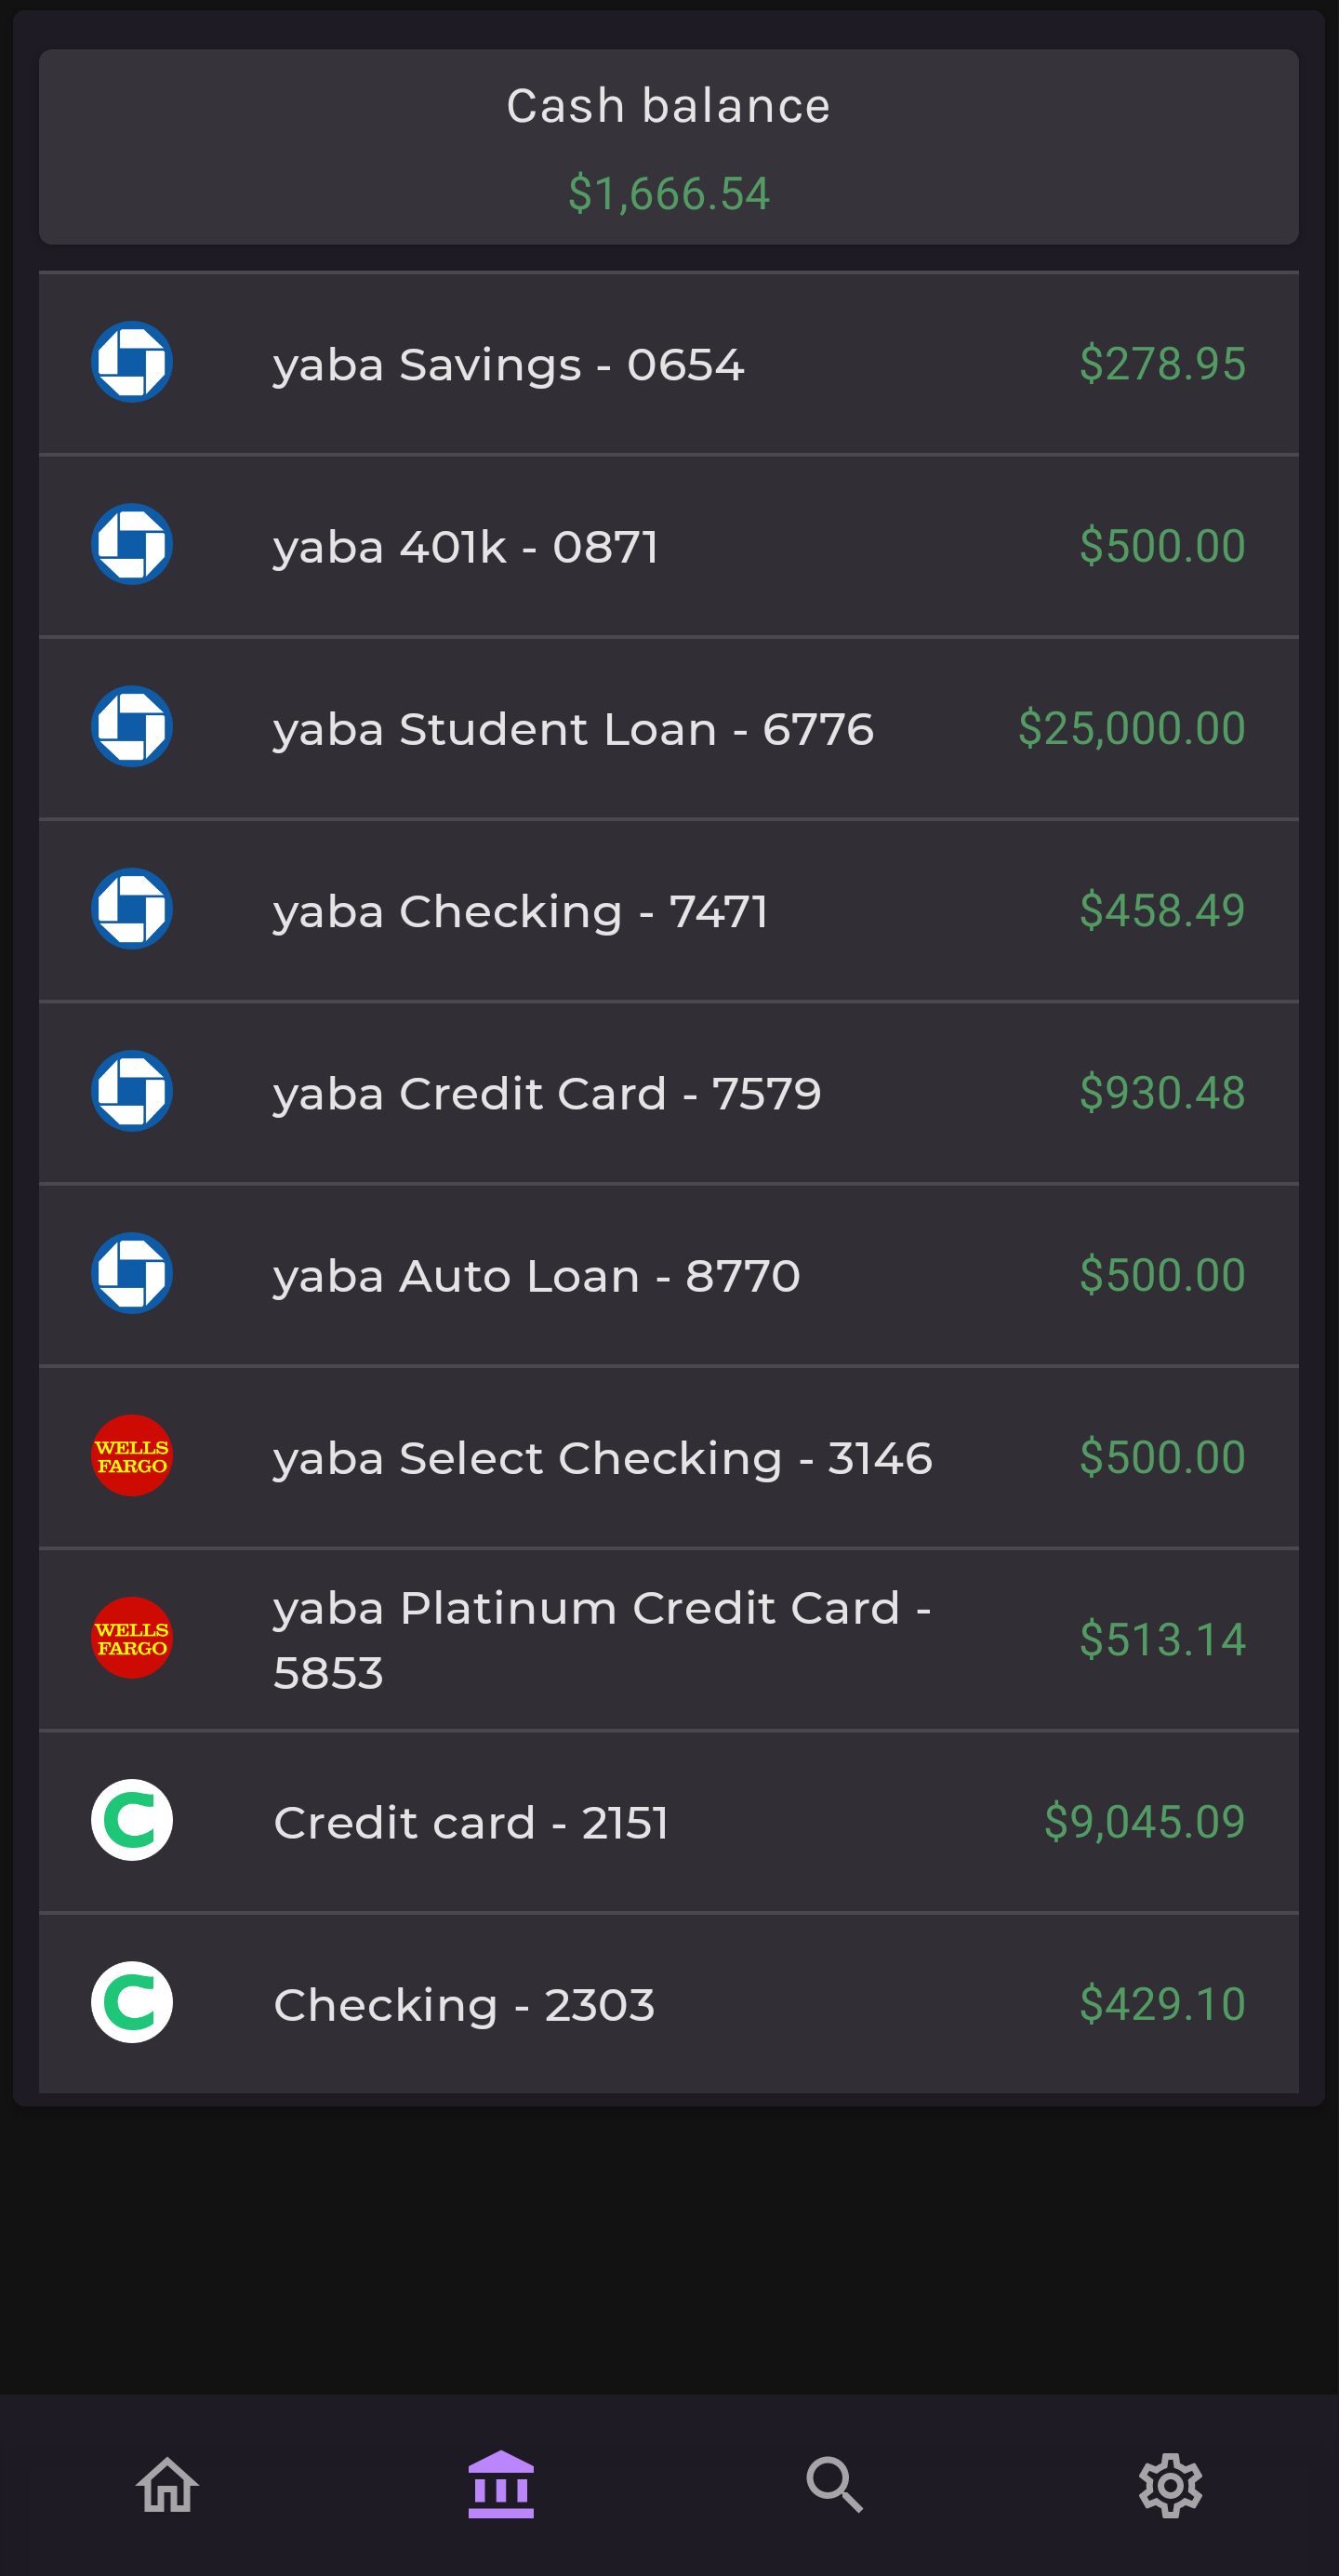 Cash balance
$1,666.54
yaba Savings - 0654 $278.95
yaba 401k - 0871 $500.00
yaba Student Loan - 6776 $25,000.00
yaba Checking - 7471 $458.49
yaba Credit Card - 7579 $930.48
yaba Auto Loan - 8770 $500.00
WELLS
FARGO
yaba Select Checking - 3146 $500.00
WELLS
FARGO
yaba Platinum Credit Card -
5853
$513.14
Credit card - 2151 $9,045.09
Checking - 2303 $429.10